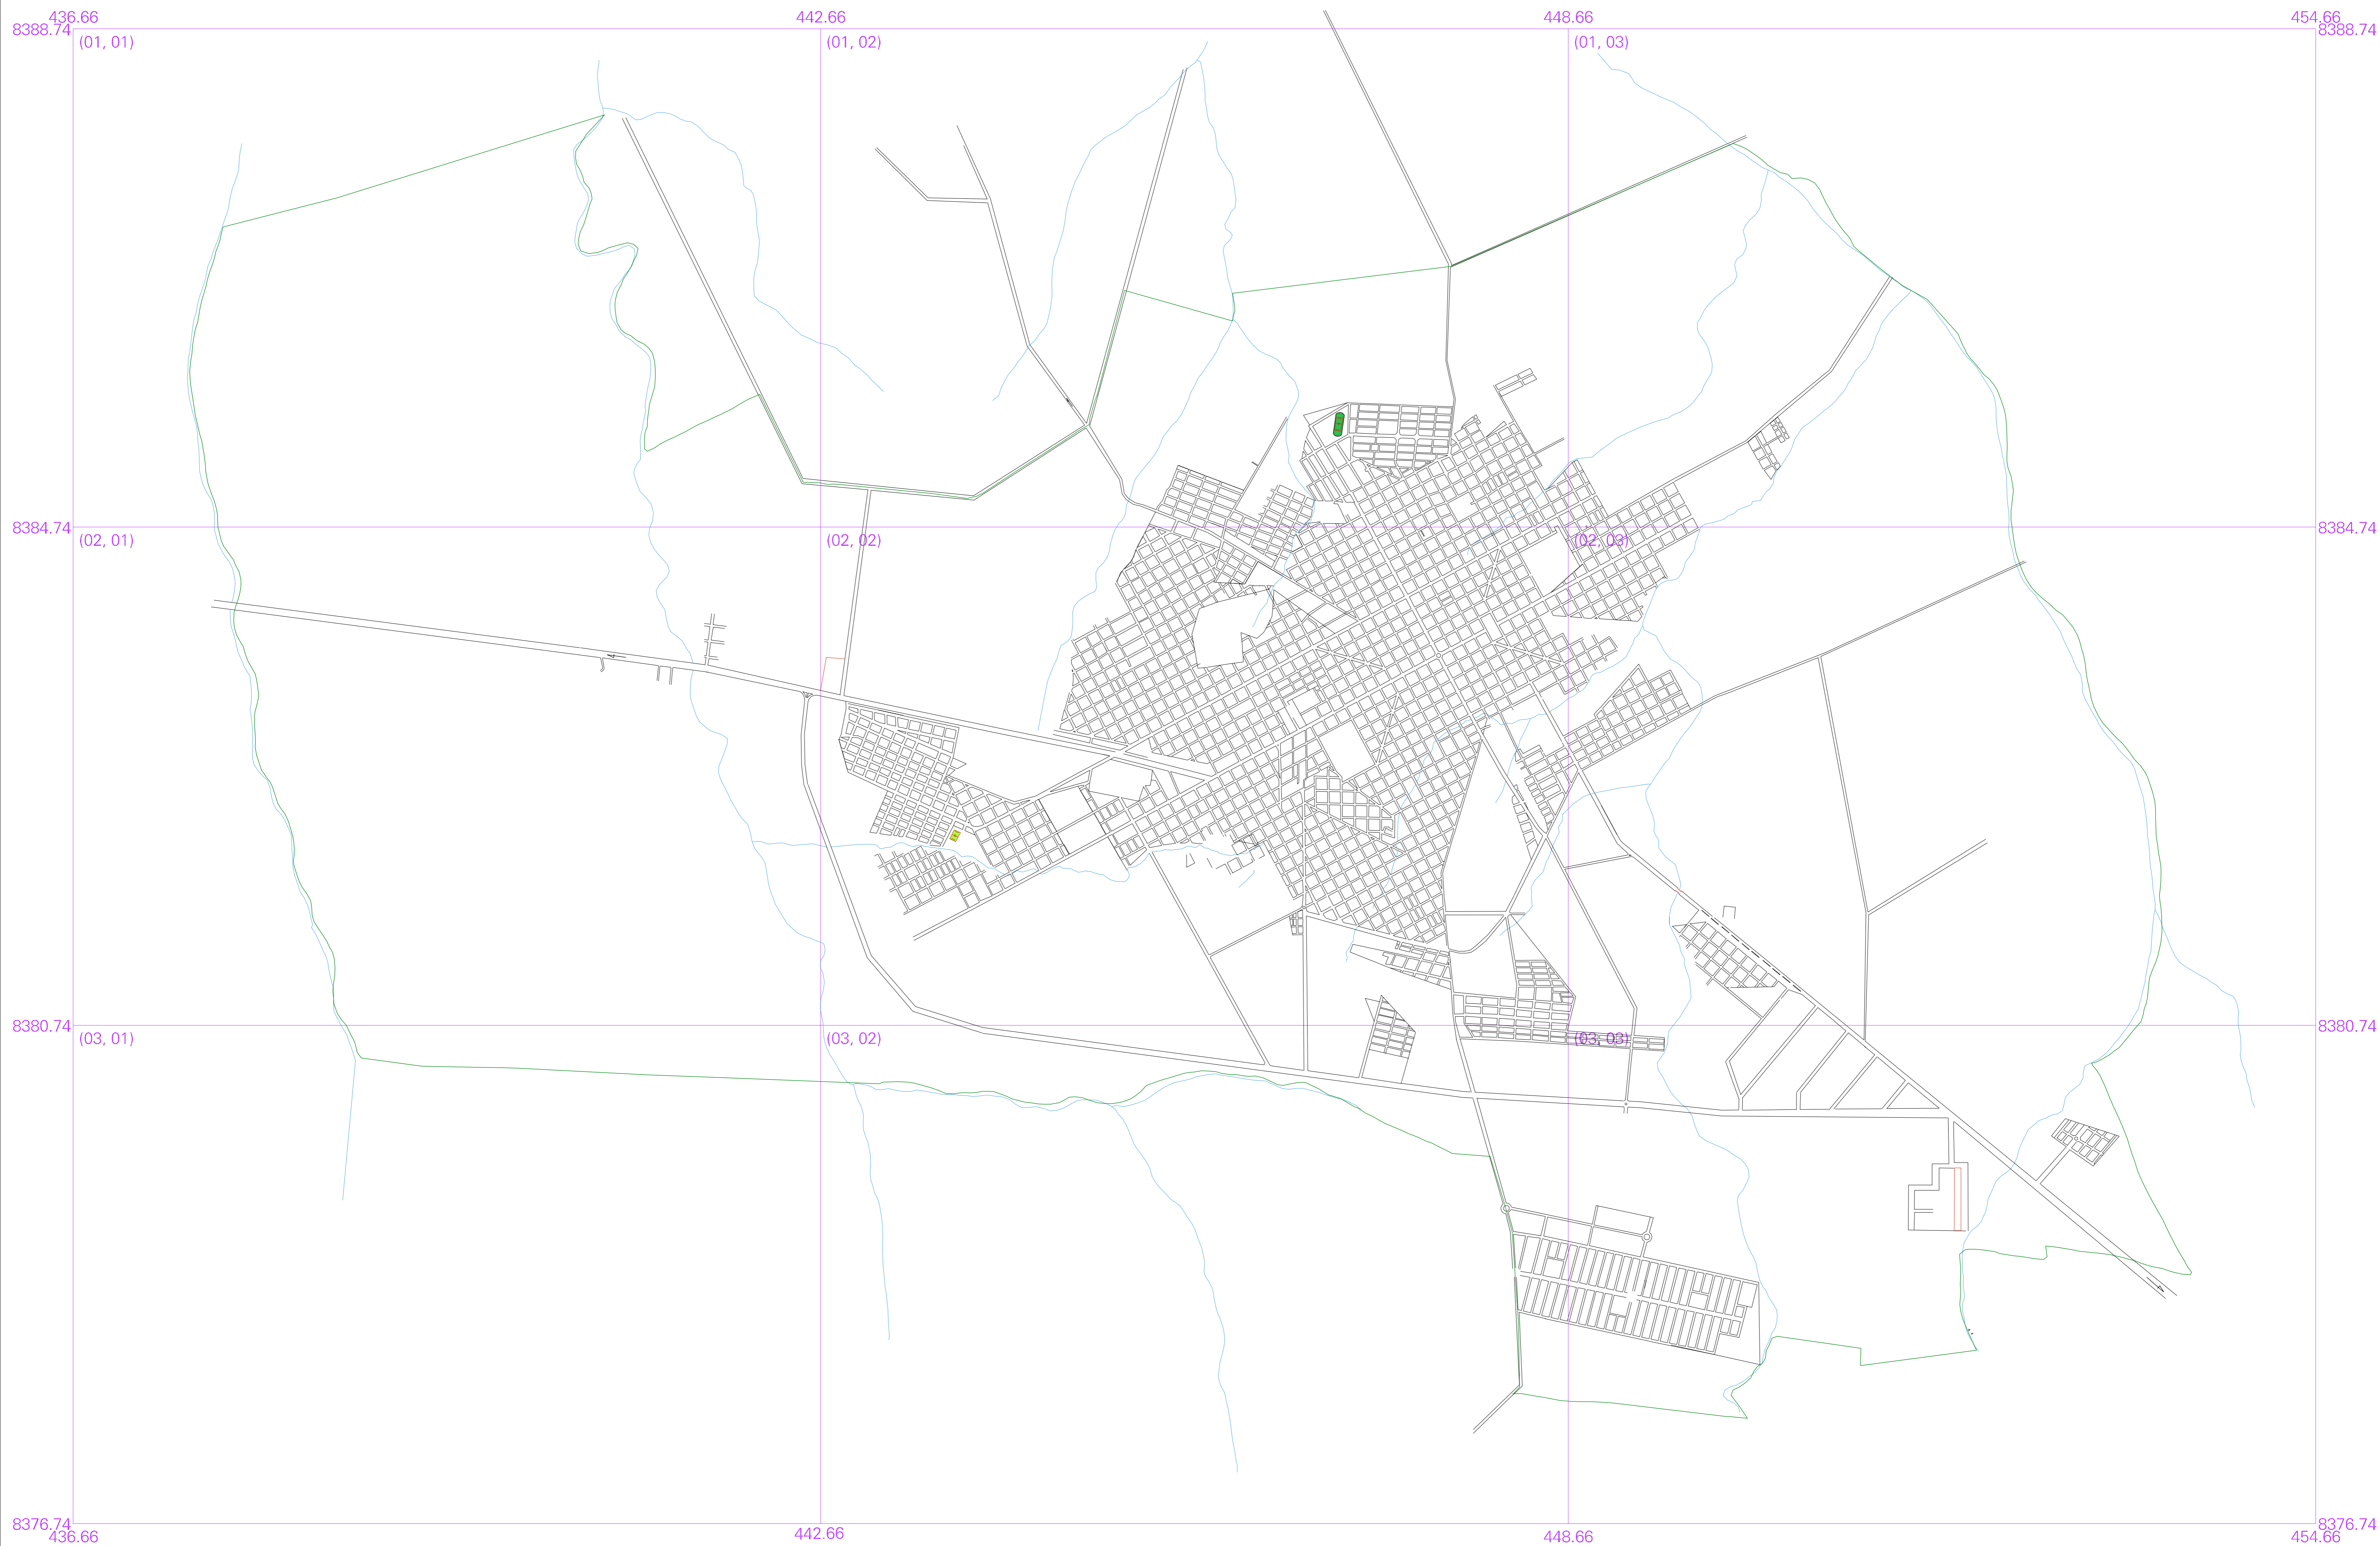 436.66 442.66 448.66 454.66
8388.74 8388.74
(01, 01) (01, 02) (01, 03)
8384.74 8384.74
(02, 01) (02, 02) (02, 03)
8380.74 8380.74
(03, 01) (03, 02) (03, 03)
8376.74 8376.74
436.66 442.66 448.66 454.66